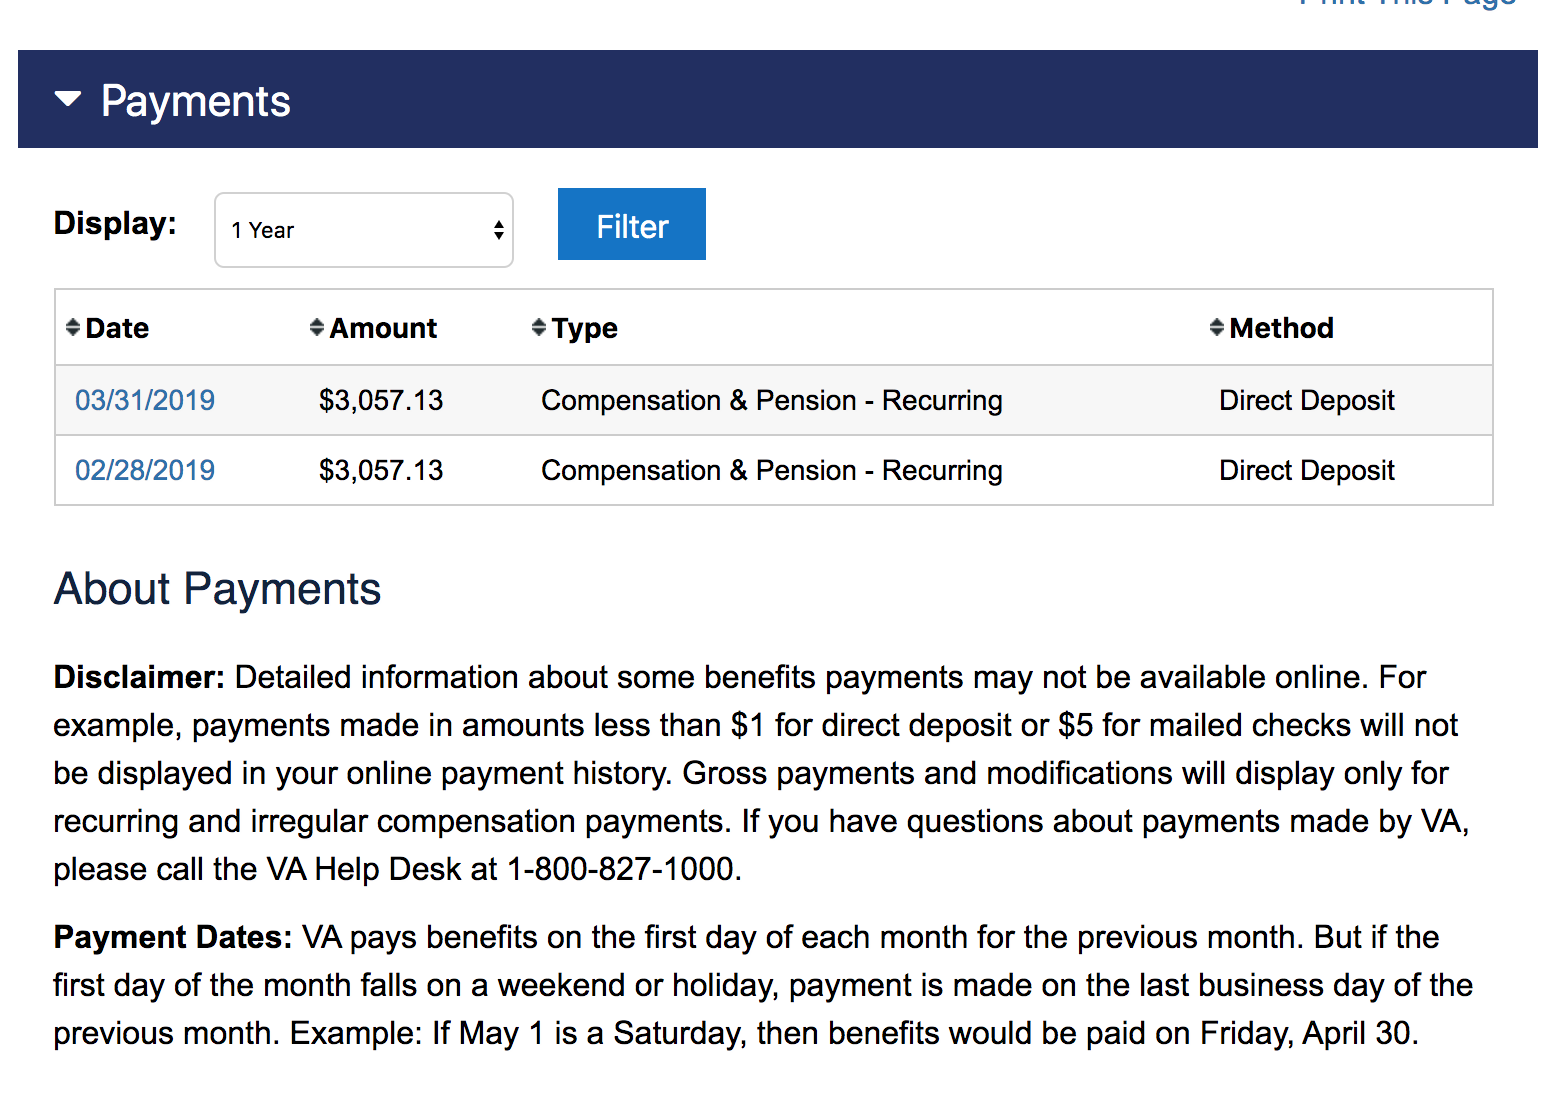 Print This Page
Payments
Display: 1 Year Filter
Date Amount Type Method
03/31/2019 $3,057.13 Compensation & Pension - Recurring Direct Deposit
02/28/2019 $3,057.13 Compensation & Pension - Recurring Direct Deposit
About Payments
Disclaimer: Detailed information about some benefits payments may not be available online. For
example, payments made in amounts less than $1 for direct deposit or $5 for mailed checks will not
be displayed in your online payment history. Gross payments and modifications will display only for
recurring and irregular compensation payments. If you have questions about payments made by VA,
please call the VA Help Desk at 1-800-827-1000.
Payment Dates: VA pays benefits on the first day of each month for the previous month. But if the
first day of the month falls on a weekend or holiday, payment is made on the last business day of the
previous month. Example: If May 1 is a Saturday, then benefits would be paid on Friday, April 30.